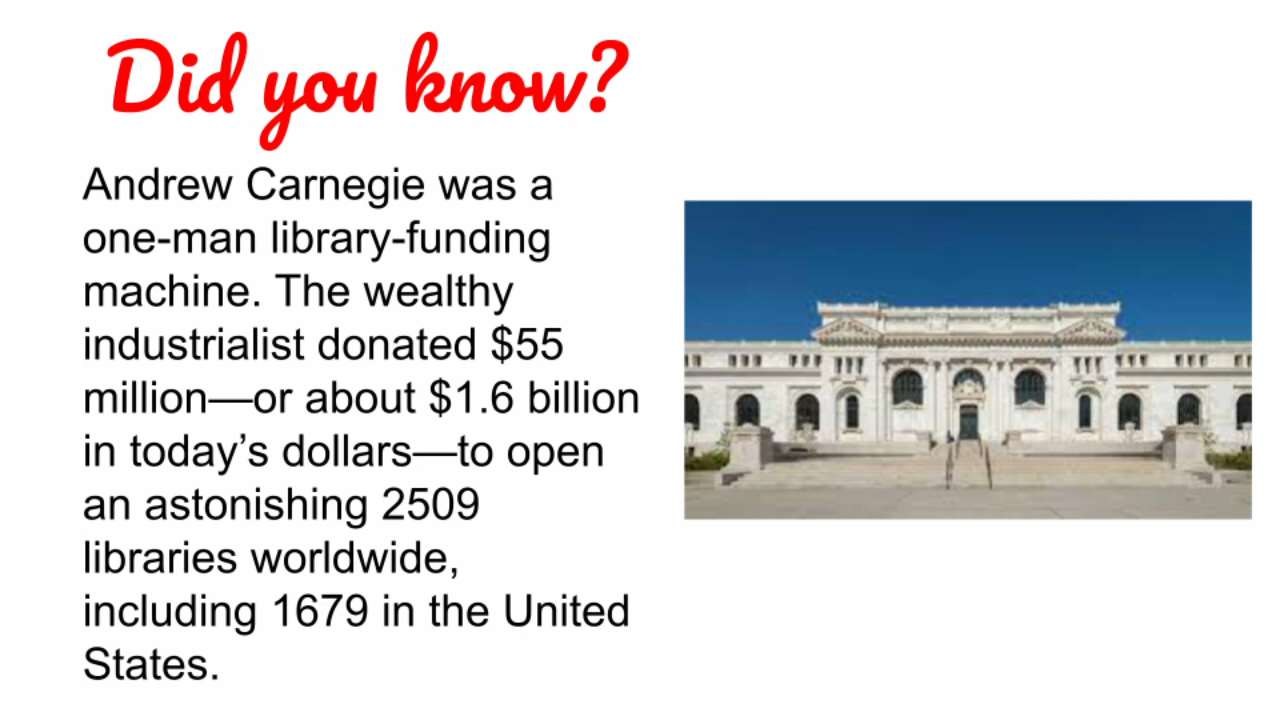 Did you know?
Andrew Carnegie was a
one-man library-funding
machine. The wealthy
industrialist donated $55
million—or about $1.6 billion
in today’s dollars—to open
an astonishing 2509
libraries worldwide,
including 1679 in the United
States.